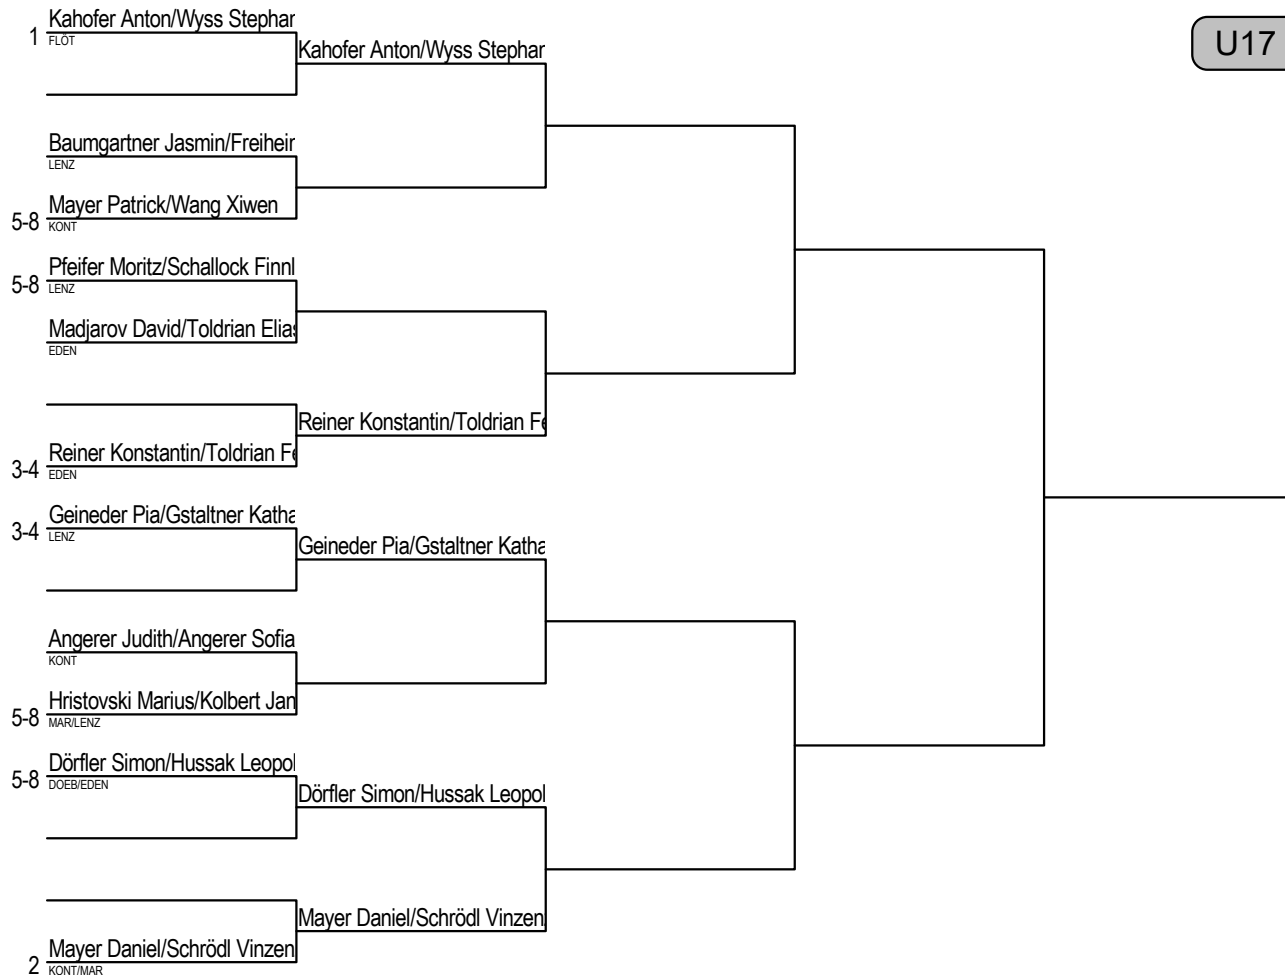 U17
1 Kahofer Anton/Wyss Stephar
FLÖT
Kahofer Anton/Wyss Stephar
Baumgartner Jasmin/Freiheir
LENZ
5-8 Mayer Patrick/Wang Xiwen
KONT
5-8 Pfeifer Moritz/Schallock Finnl
LENZ
Madjarov David/Toldrian Elias
EDEN
Reiner Konstantin/Toldrian Fe
3-4 Reiner Konstantin/Toldrian Fe
EDEN
3-4 Geineder Pia/Gstaltner Katha
LENZ
Geineder Pia/Gstaltner Katha
Angerer Judith/Angerer Sofia
KONT
5-8 Hristovski Marius/Kolbert Jan
MAR/LENZ
5-8 Dörfler Simon/Hussak Leopol
DOEB/EDEN
Dörfler Simon/Hussak Leopol
Mayer Daniel/Schrödl Vinzen
2 Mayer Daniel/Schrödl Vinzen
KONT/MAR